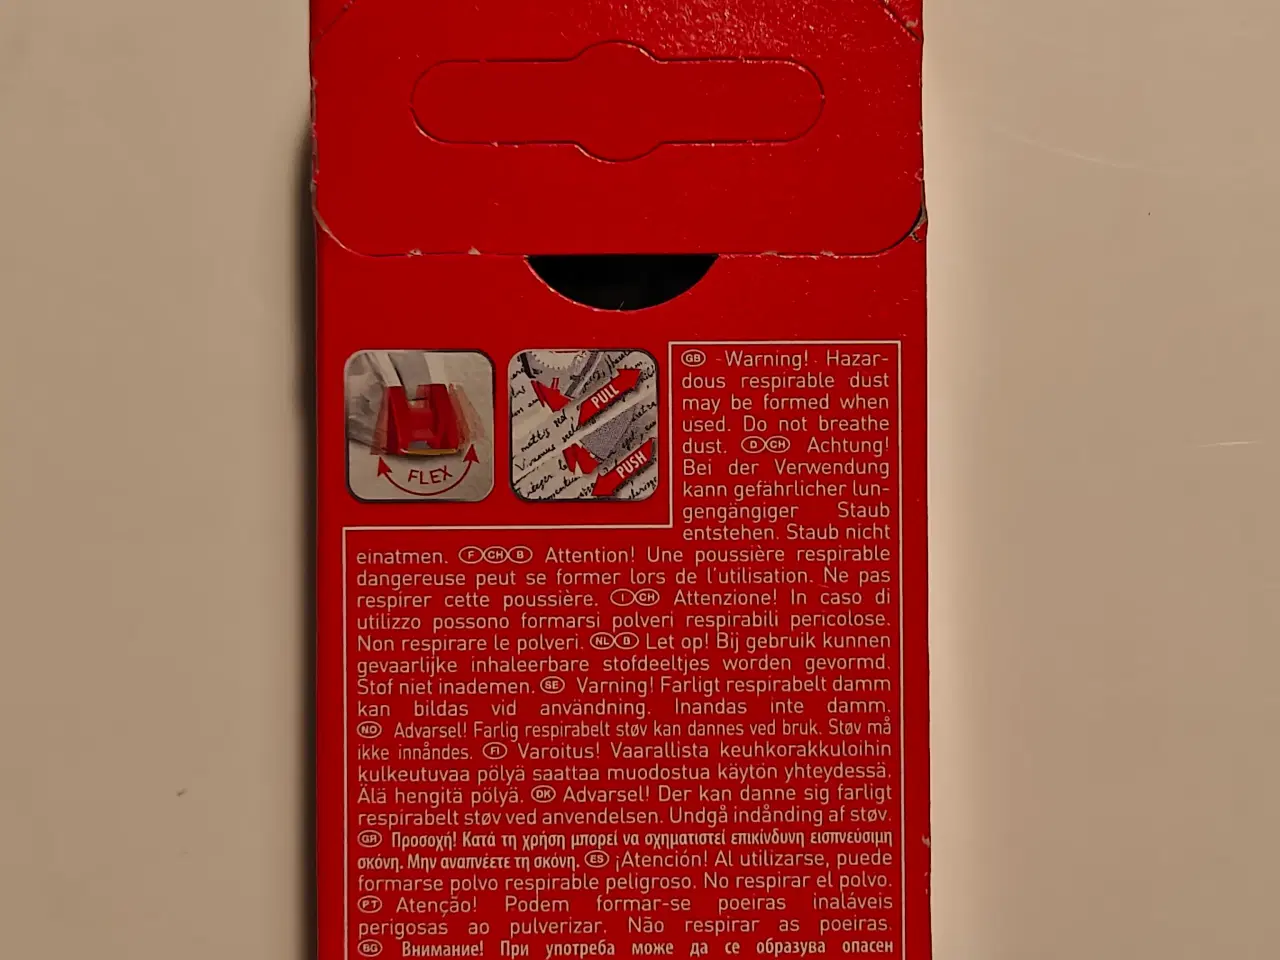 FLEX
PULL
PUSH
GB Warning! Hazar-
dous respirable dust
may be formed when
used. Do not breathe
dust. D CH Achtung!
Bei der Verwendung
kann gefährlicher lun-
gengängiger Staub
entstehen. Staub nicht
einatmen. F CH B Attention! Une poussière respirable
dangereuse peut se former lors de l'utilisation. Ne pas
respirer cette poussière. I CH Attenzione! In caso di
utilizzo possono formarsi polveri respirabili pericolose.
Non respirare le polveri. NL B Let op! Bij gebruik kunnen
gevaarlijke inhaleerbare stofdeeltjes worden gevormd.
Stof niet inademen. SE Varning! Farligt respirabelt damm
kan bildas vid användning. Inandas inte damm.
NO Advarsel! Farlig respirabelt støv kan dannes ved bruk. Støv må
ikke innåndes. FI Varoitus! Vaarallista keuhkorakkuloihin
kulkeutuvaa pölyä saattaa muodostua käytön yhteydessä.
Älä hengitä pölyä. DK Advarsel! Der kan danne sig farligt
respirabelt støv ved anvendelsen. Undgå indånding af støv.
GR Προσοχή! Κατά τη χρήση μπορεί να σχηματιστεί επικίνδυνη εισπνεύσιμη
σκόνη. Μην αναπνέετε τη σκόνη. ES ¡Atención! Al utilizarse, puede
formarse polvo respirable peligroso. No respirar el polvo.
PT Atenção! Podem formar-se poeiras inaláveis
perigosas ao pulverizar. Não respirar as poeiras.
BG Внимание! При употреба може да се образува опасен